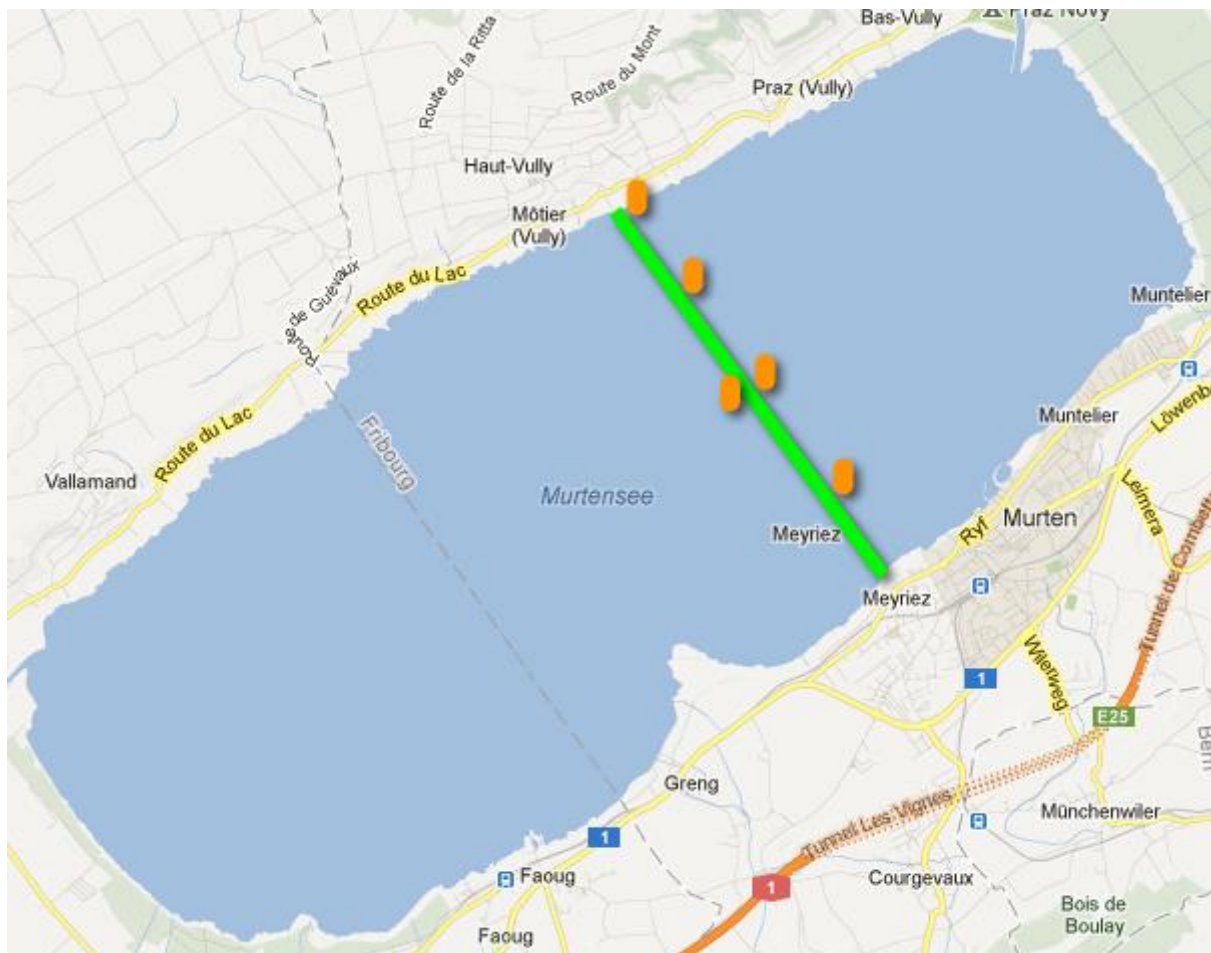 Bas-Vully
Praz Novy
Route de la Ritta
Route du Mont
Praz (Vully)
Haut-Vully
Môtier
(Vully)
Route de Guévaux
Route du Lac
Muntelier
Route du Lac
Fribourg
Muntelier
Löwenbe
Vallamand
Murtensee
Leimera
Ryf
Murten
Meyriez
Meyriez
Tunnel de Combette
Wilerweg
1
E25
Bern
Greng
Tunnel Les Vignes
Münchenwiler
1
Faoug
1
Courgevaux
Bois de
Boulay
Faoug